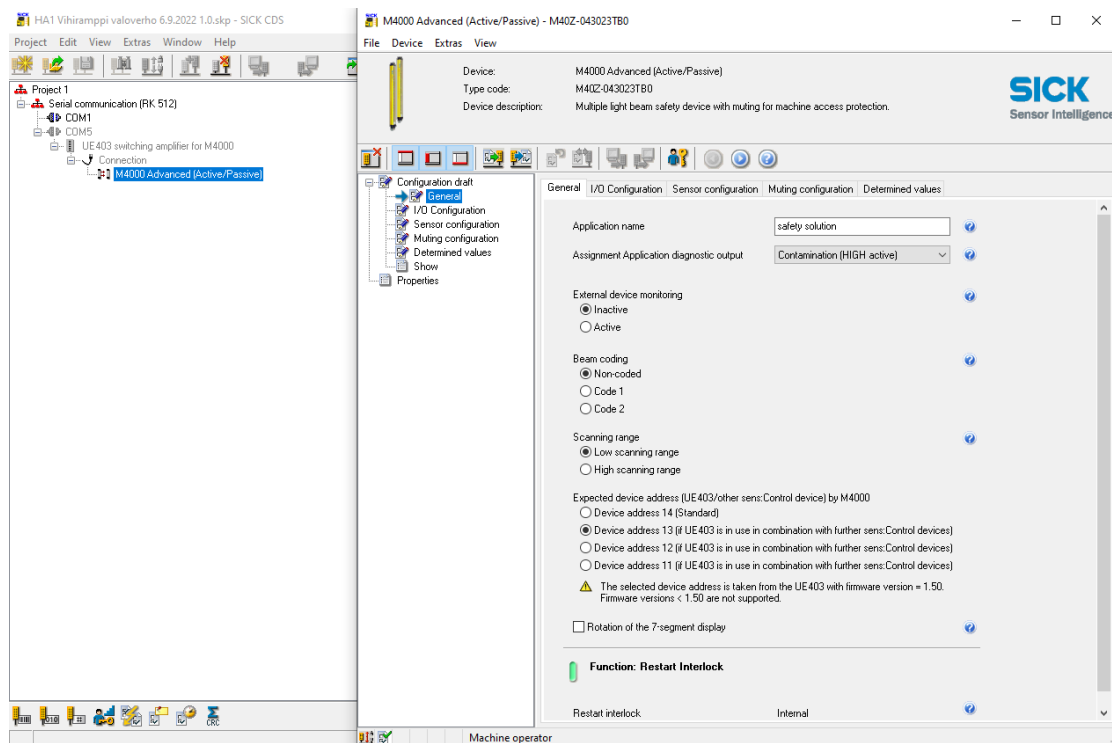 HA1 Vihiramppi valoverho 6.9.2022 1.0.skp - SICK CDS
Project Edit View Extras Window Help
Project 1
Serial communication (RK 512)
COM1
COM5
UE403 switching amplifier for M4000
Connection
M4000 Advanced (Active/Passive)
CRC
M4000 Advanced (Active/Passive) - M40Z-043023TB0
File Device Extras View
Device: M4000 Advanced (Active/Passive)
Type code: M40Z-043023TB0
Device description: Multiple light beam safety device with muting for machine access protection.
SICK
Sensor Intelligence
Configuration draft
General
I/O Configuration
Sensor configuration
Muting configuration
Determined values
Show
Properties
General I/O Configuration Sensor configuration Muting configuration Determined values
Application name safety solution
Assignment Application diagnostic output Contamination (HIGH active)
External device monitoring
Inactive
Active
Beam coding
Non-coded
Code 1
Code 2
Scanning range
Low scanning range
High scanning range
Expected device address (UE403/other sens:Control device) by M4000
Device address 14 (Standard)
Device address 13 (if UE403 is in use in combination with further sens:Control devices)
Device address 12 (if UE403 is in use in combination with further sens:Control devices)
Device address 11 (if UE403 is in use in combination with further sens:Control devices)
The selected device address is taken from the UE403 with firmware version = 1.50.
Firmware versions < 1.50 are not supported.
Rotation of the 7-segment display
Function: Restart Interlock
Restart interlock Internal
Machine operator